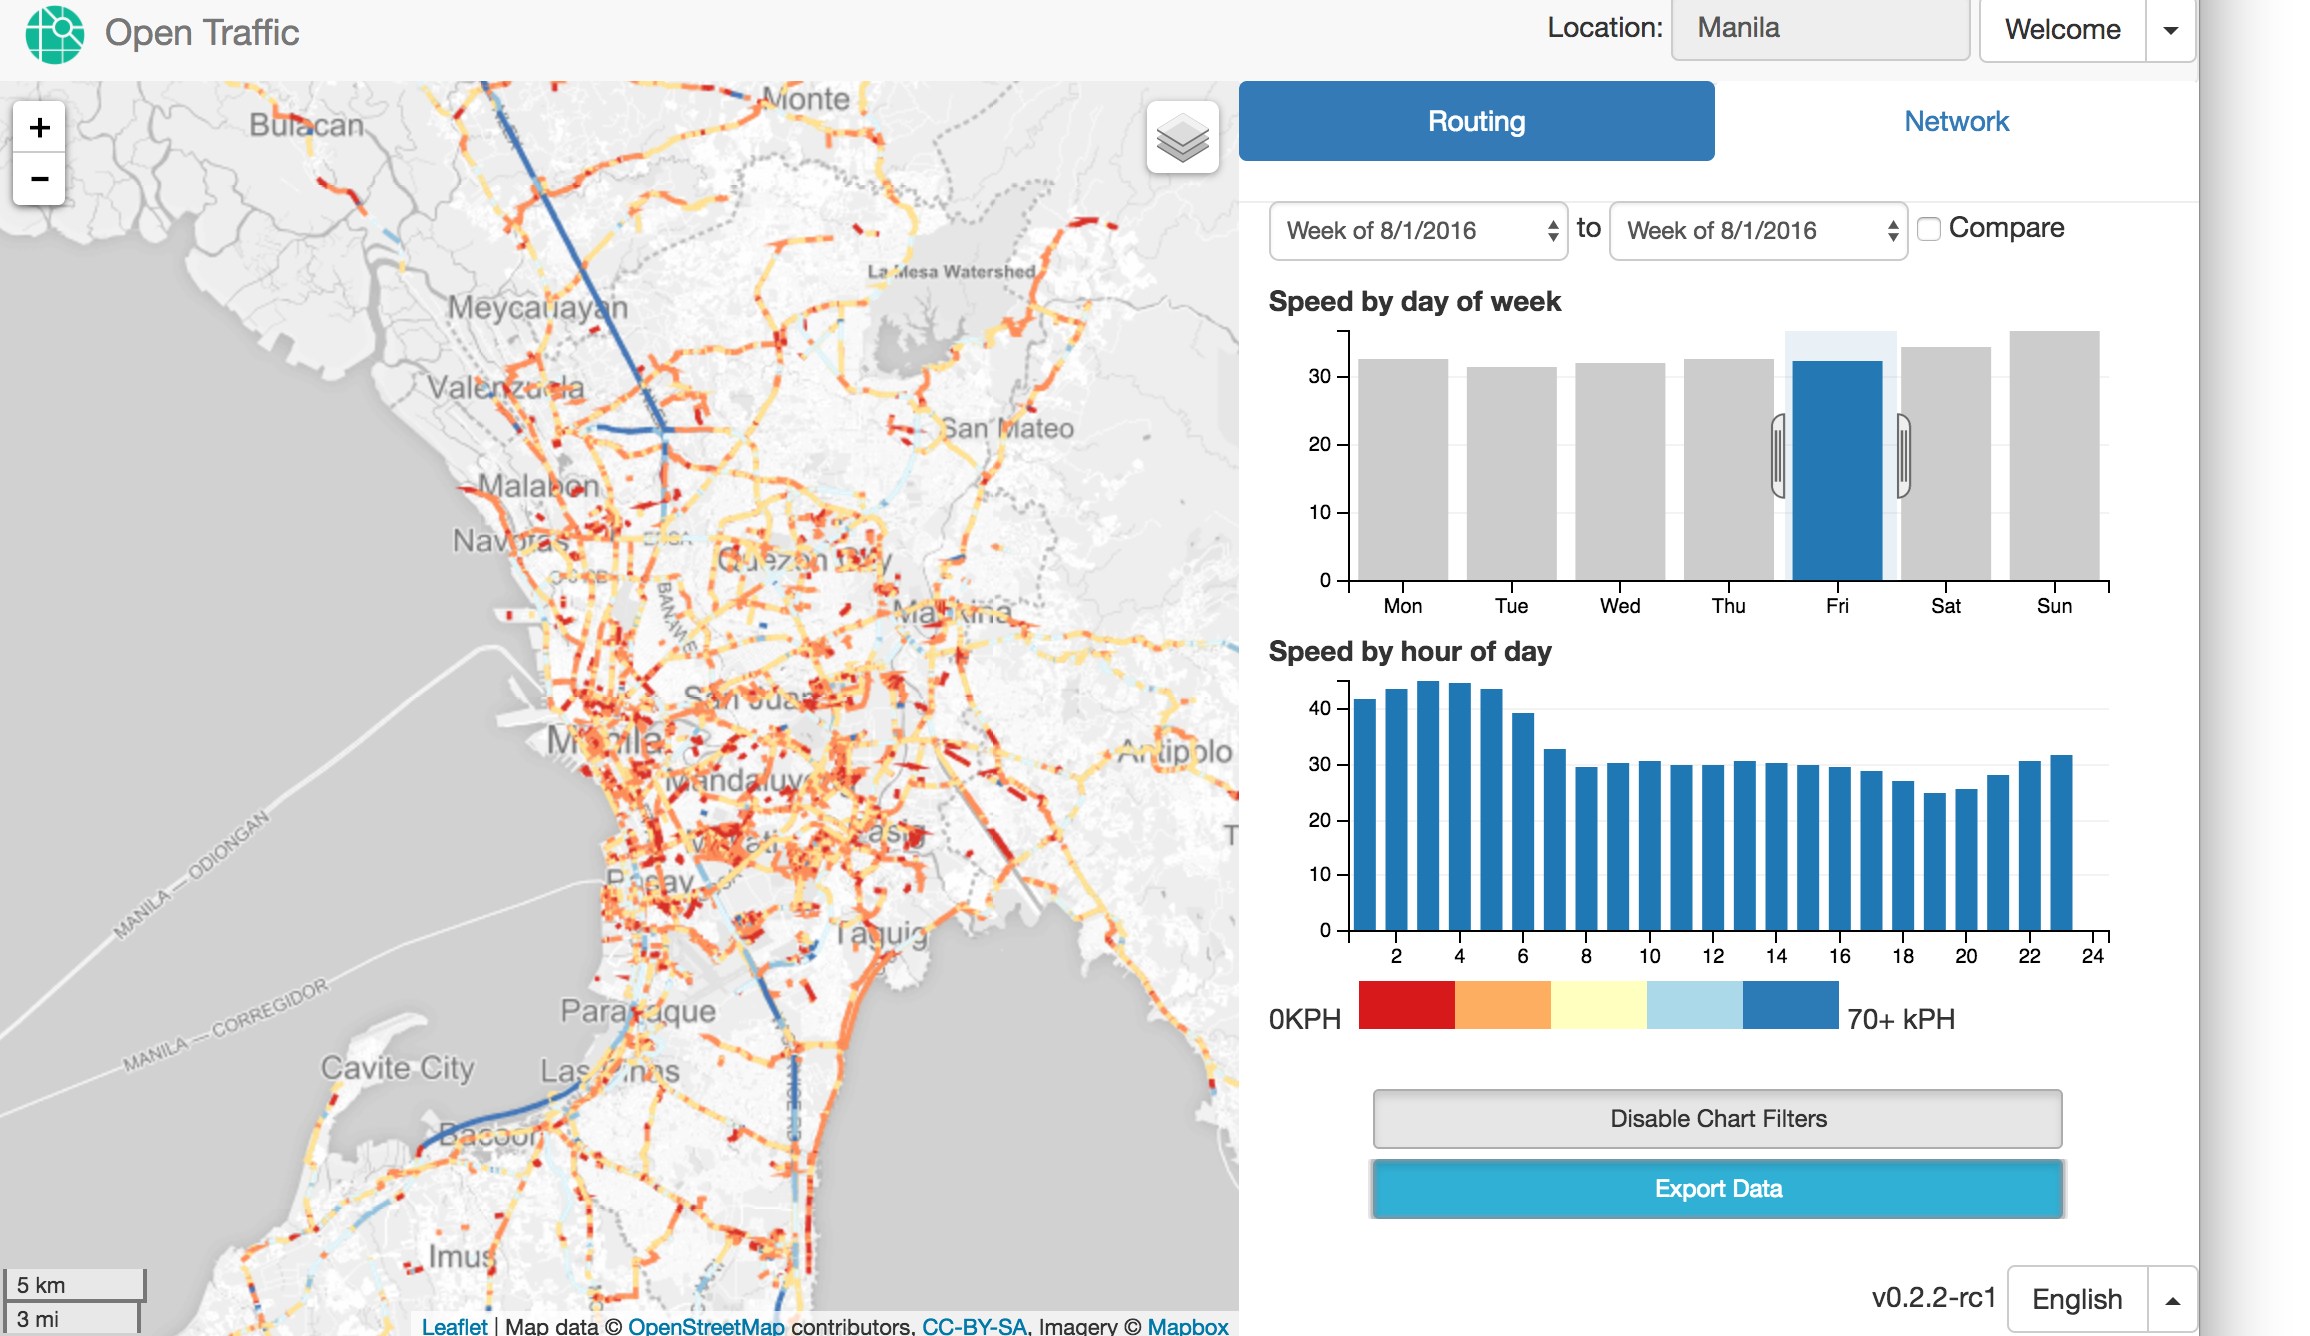 Open Traffic
Location: Manila
Welcome
+
−
Routing
Network
Week of 8/1/2016 to Week of 8/1/2016 Compare
Speed by day of week
30
20
10
0
Mon Tue Wed Thu Fri Sat Sun
Speed by hour of day
40
30
20
10
0
2 4 6 8 10 12 14 16 18 20 22 24
0KPH 70+ kPH
Disable Chart Filters
Export Data
v0.2.2-rc1 English
Bulacan
Monte
La Mesa Watershed
Meycauayan
Valenzuela
San Mateo
Malabon
Navotas
EDSA
Quezon City
BANAWE
Marikina
San Juan
Manila
Antipolo
Mandaluyo
Makati
Pasig
Pasay
Taguig
MANILA — ODIONGAN
MANILA — CORREGIDOR
Parañaque
Cavite City
Las Piñas
Bacoor
Imus
5 km
3 mi
Leaflet | Map data © OpenStreetMap contributors, CC-BY-SA, Imagery © Mapbox